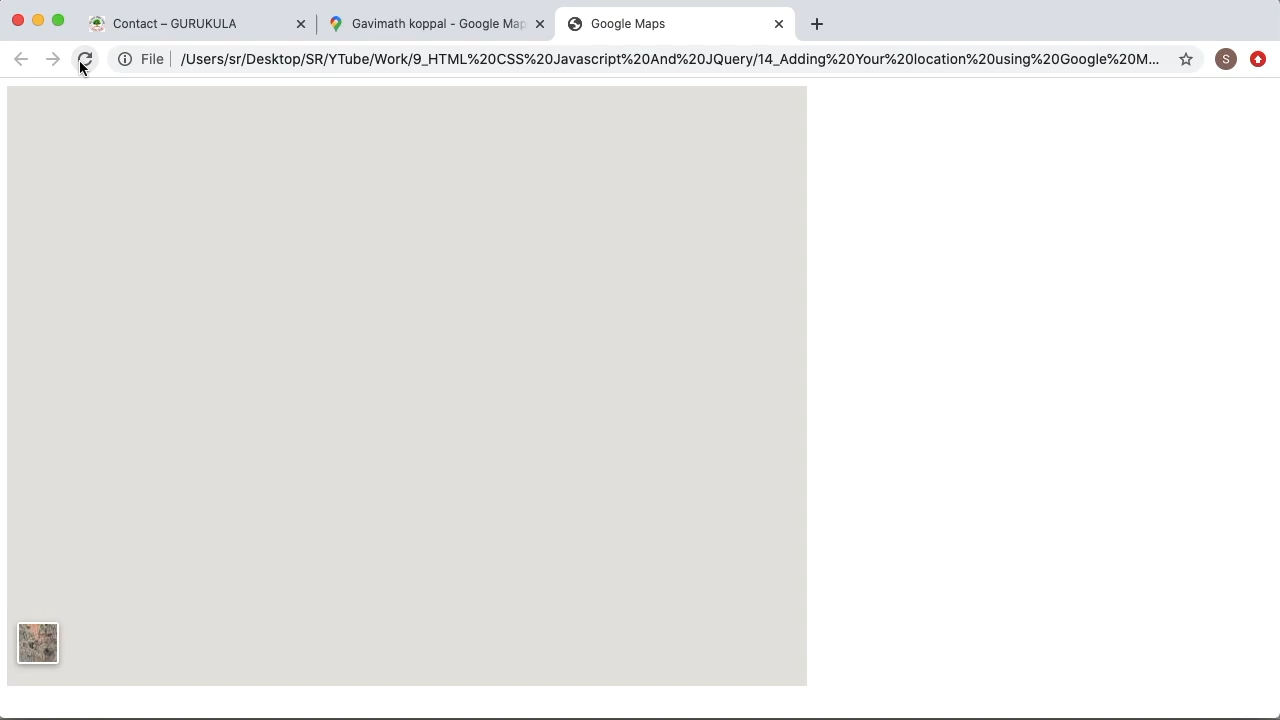 Contact – GURUKULA
Gavimath koppal - Google Map
Google Maps
File
/Users/sr/Desktop/SR/YTube/Work/9_HTML%20CSS%20Javascript%20And%20JQuery/14_Adding%20Your%20location%20using%20Google%20M...
S